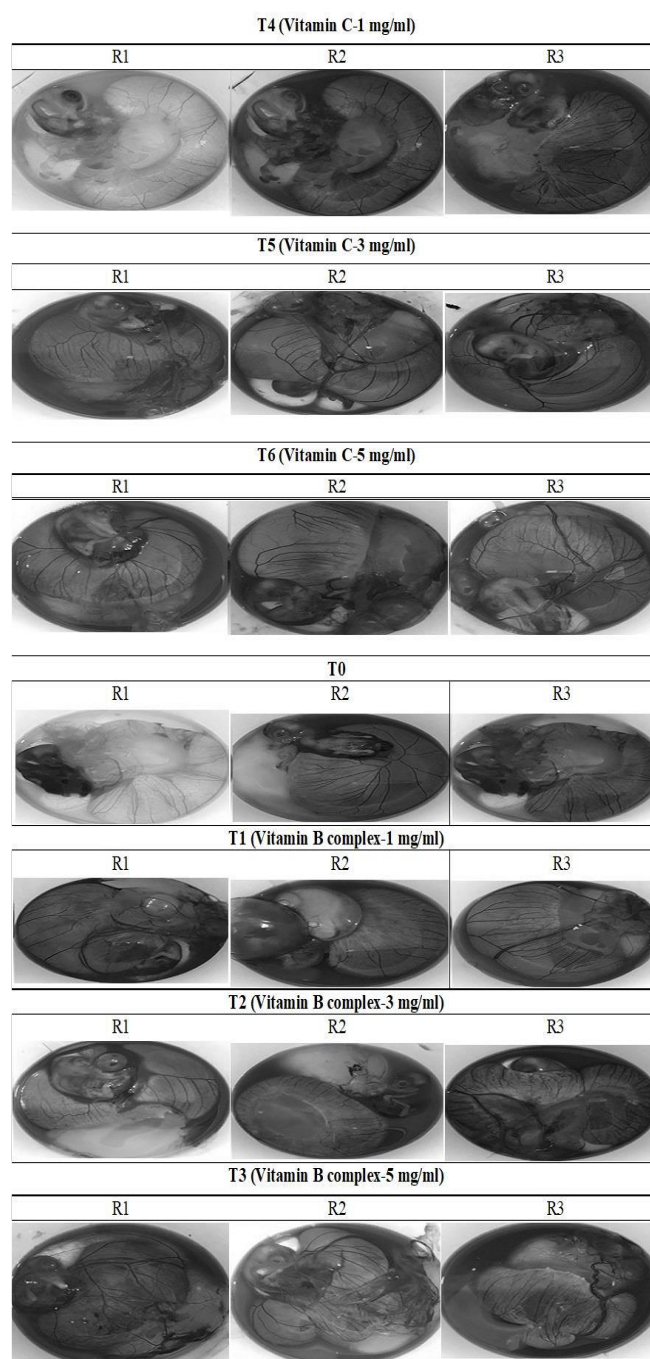 T4 (Vitamin C-1 mg/ml)
R1 R2 R3
T5 (Vitamin C-3 mg/ml)
R1 R2 R3
T6 (Vitamin C-5 mg/ml)
R1 R2 R3
T0
R1 R2 R3
T1 (Vitamin B complex-1 mg/ml)
R1 R2 R3
T2 (Vitamin B complex-3 mg/ml)
R1 R2 R3
T3 (Vitamin B complex-5 mg/ml)
R1 R2 R3